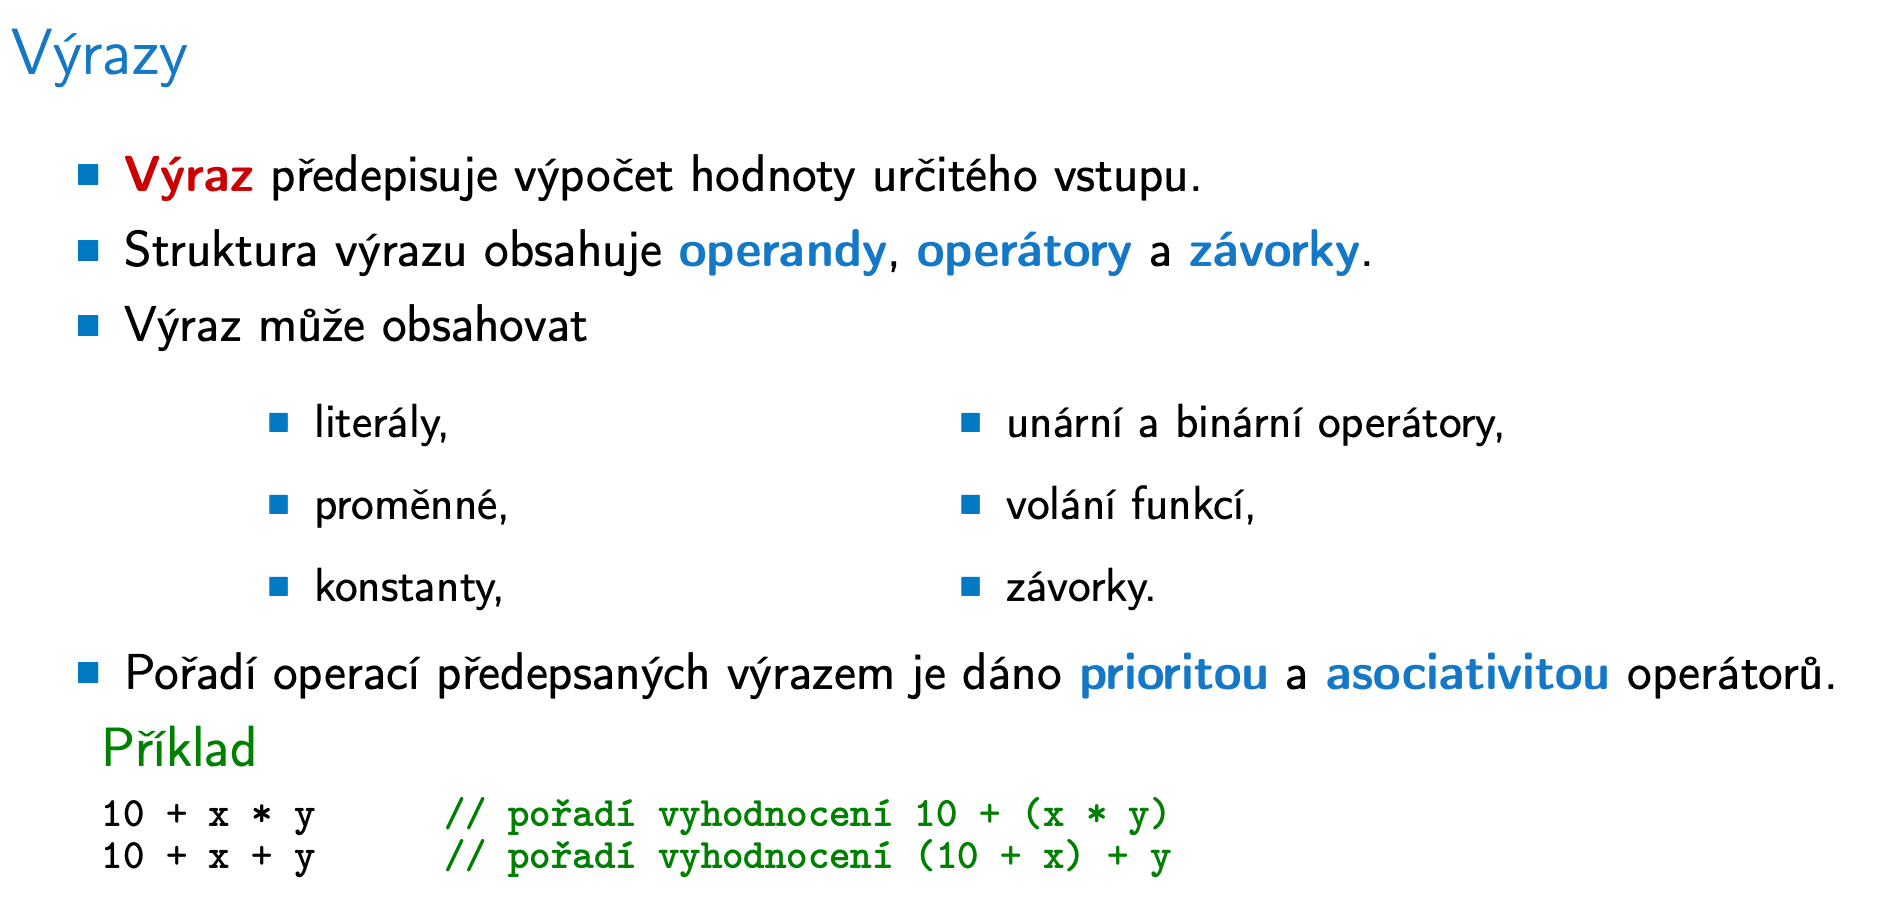 Výrazy
Výraz předepisuje výpočet hodnoty určitého vstupu.
Struktura výrazu obsahuje operandy, operátory a závorky.
Výraz může obsahovat
literály,
proměnné,
konstanty,
unární a binární operátory,
volání funkcí,
závorky.
Pořadí operací předepsaných výrazem je dáno prioritou a asociativitou operátorů.
Příklad
10 + x * y // pořadí vyhodnocení 10 + (x * y)
10 + x + y // pořadí vyhodnocení (10 + x) + y